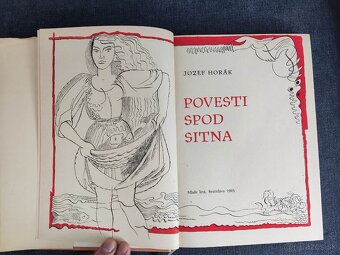 JOZEF HORÁK
POVESTI
SPOD
SITNA
Mladé letá, Bratislava 1965